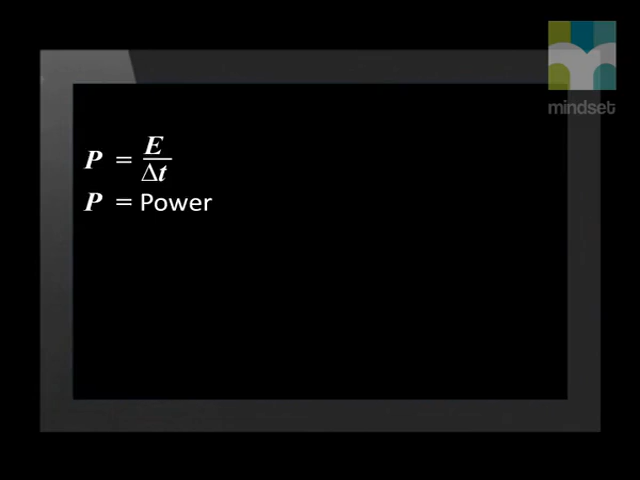 mindset
P = E/Δt
P = Power